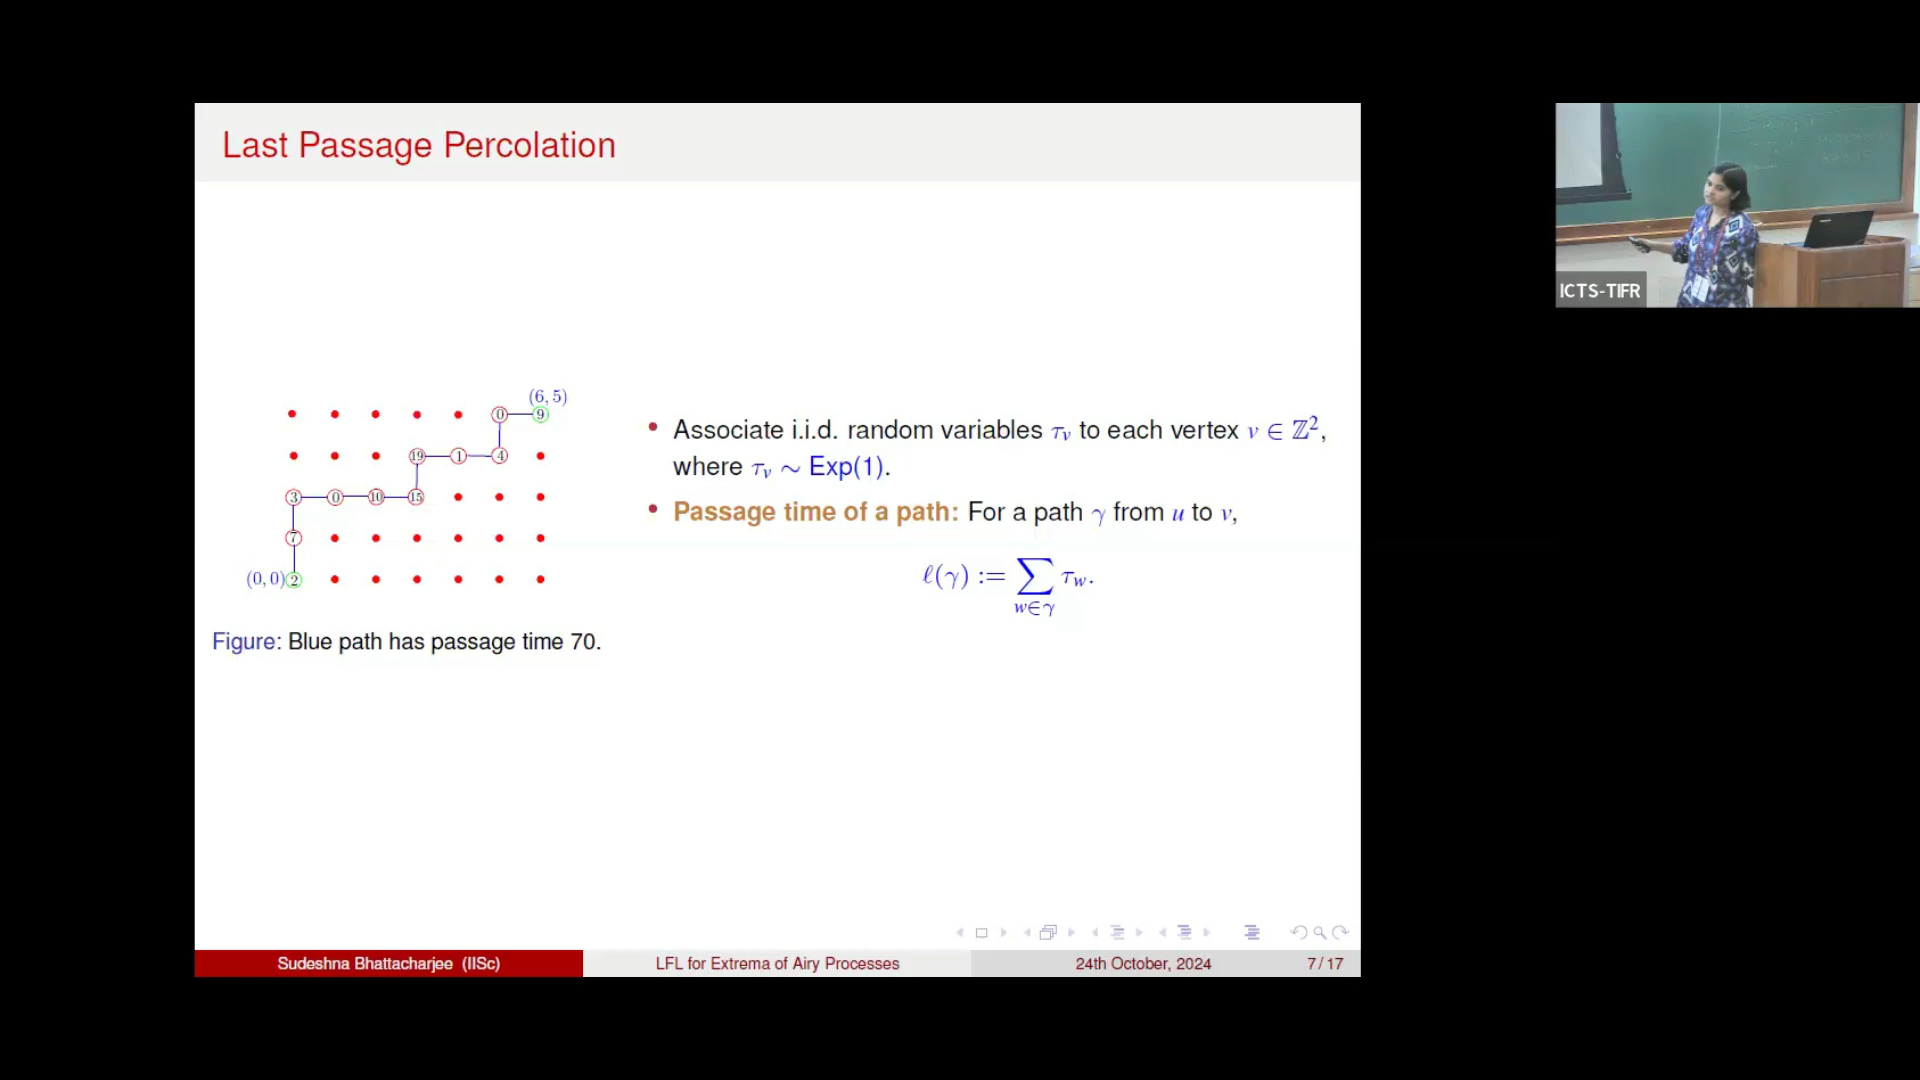 Last Passage Percolation
(6, 5)
0 9
19 1 4
3 0 10 15
7
(0, 0) 2
Figure: Blue path has passage time 70.
• Associate i.i.d. random variables τᵥ to each vertex v ∈ ℤ²,
where τᵥ ∼ Exp(1).
• Passage time of a path: For a path γ from u to v,
ℓ(γ) := ∑_{w∈γ} τ_w.
Sudeshna Bhattacharjee (IISc)
LFL for Extrema of Airy Processes
24th October, 2024
7 / 17
ICTS-TIFR